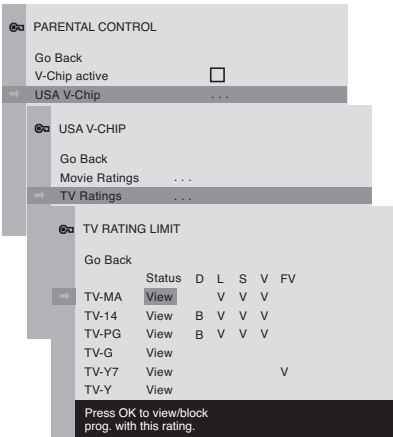 PARENTAL CONTROL
Go Back
V-Chip active
USA V-Chip . . .
USA V-CHIP
Go Back
Movie Ratings . . .
TV Ratings . . .
TV RATING LIMIT
Go Back
Status D L S V FV
TV-MA View V V V
TV-14 View B V V V
TV-PG View B V V V
TV-G View
TV-Y7 View V
TV-Y View
Press OK to view/block
prog. with this rating.